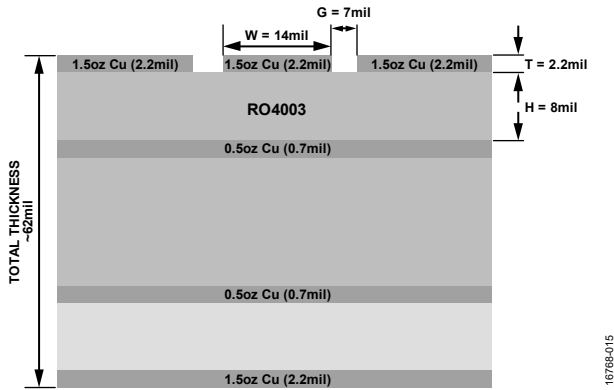 G = 7mil
W = 14mil
1.5oz Cu (2.2mil) 1.5oz Cu (2.2mil) 1.5oz Cu (2.2mil) T = 2.2mil
RO4003 H = 8mil
0.5oz Cu (0.7mil)
TOTAL THICKNESS
~62mil
0.5oz Cu (0.7mil)
1.5oz Cu (2.2mil)
16768-015